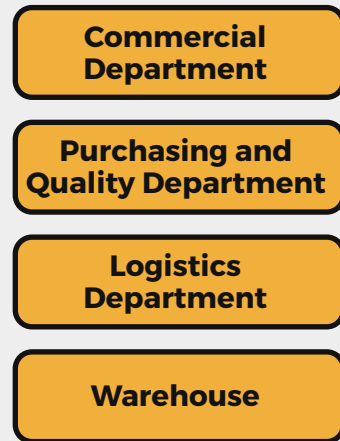 Commercial
Department
Purchasing and
Quality Department
Logistics
Department
Warehouse